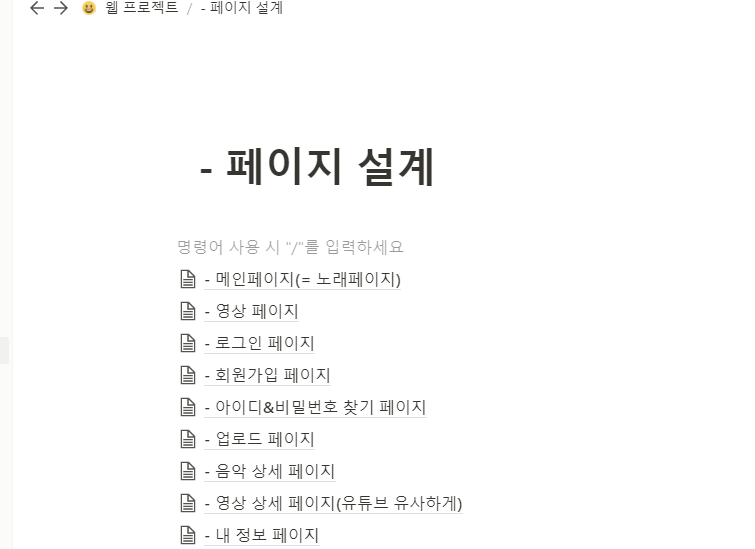 웹 프로젝트 / - 페이지 설계
- 페이지 설계
명령어 사용 시 "/"를 입력하세요
- 메인페이지(= 노래페이지)
- 영상 페이지
- 로그인 페이지
- 회원가입 페이지
- 아이디&비밀번호 찾기 페이지
- 업로드 페이지
- 음악 상세 페이지
- 영상 상세 페이지(유튜브 유사하게)
- 내 정보 페이지